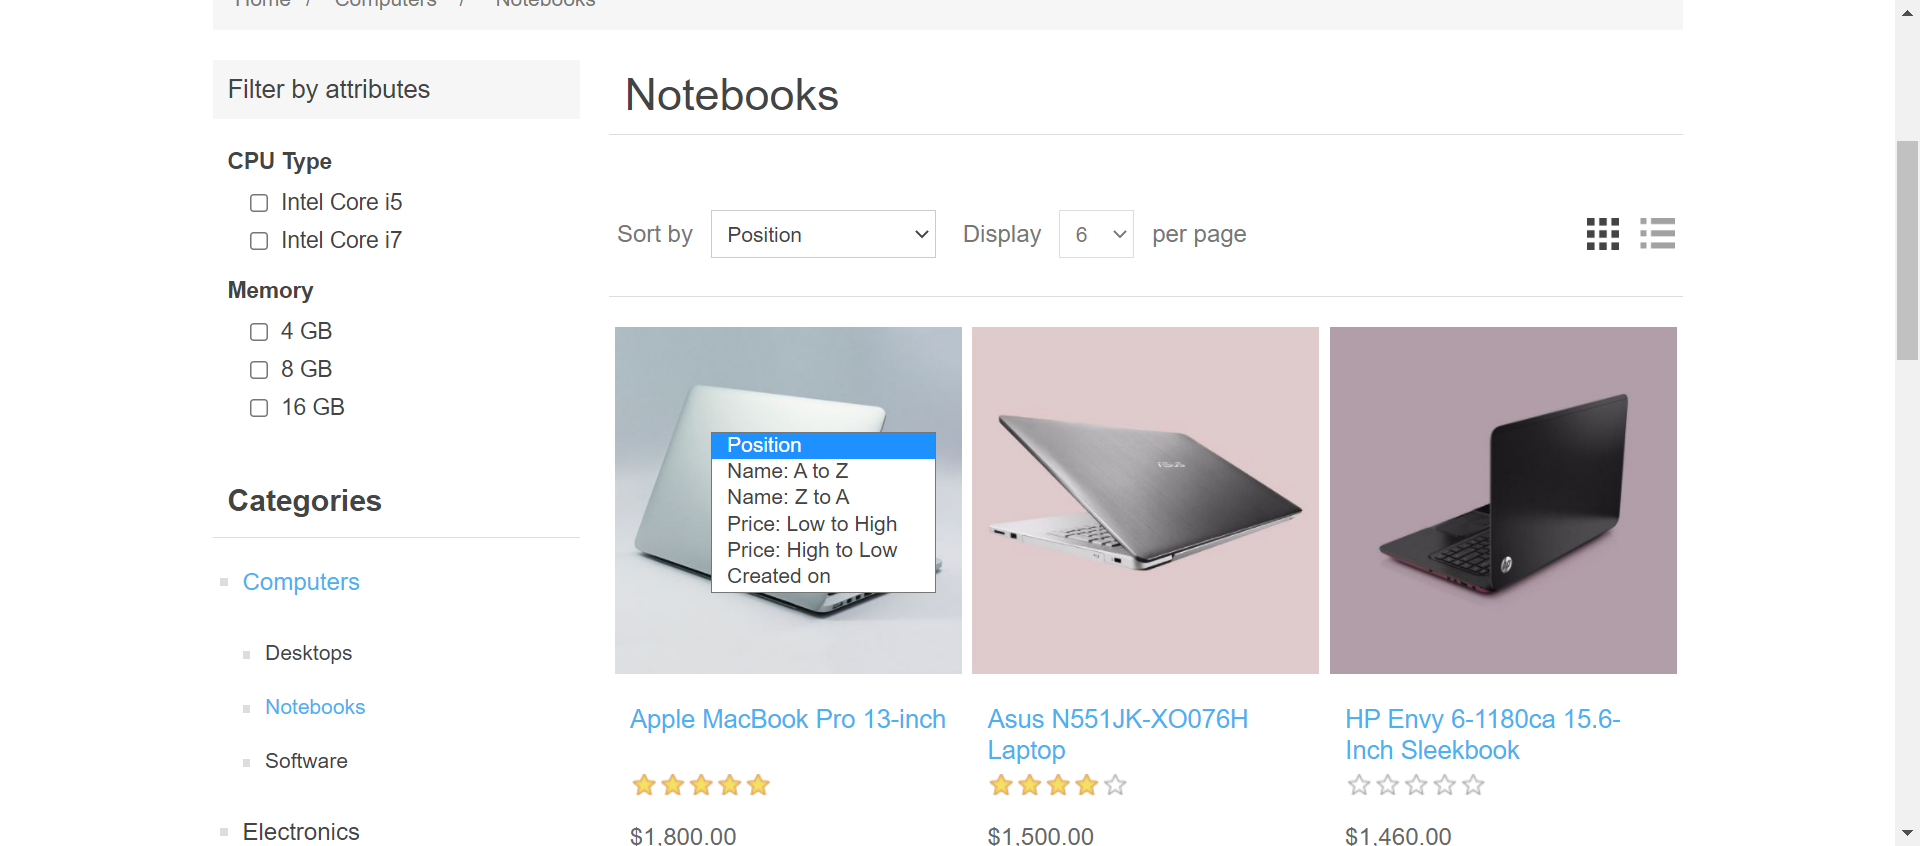 Home / Computers / Notebooks
Filter by attributes
CPU Type
Intel Core i5
Intel Core i7
Memory
4 GB
8 GB
16 GB
Categories
Computers
Desktops
Notebooks
Software
Electronics
Notebooks
Sort by Position Display 6 per page
Position
Name: A to Z
Name: Z to A
Price: Low to High
Price: High to Low
Created on
ASUS
hp
Apple MacBook Pro 13-inch
$1,800.00
Asus N551JK-XO076H
Laptop
$1,500.00
HP Envy 6-1180ca 15.6-
Inch Sleekbook
$1,460.00